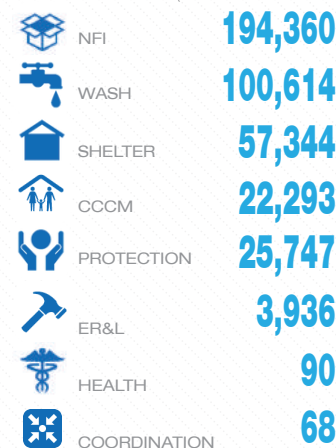 NFI 194,360
WASH 100,614
SHELTER 57,344
CCCM 22,293
PROTECTION 25,747
ER&L 3,936
HEALTH 90
COORDINATION 68